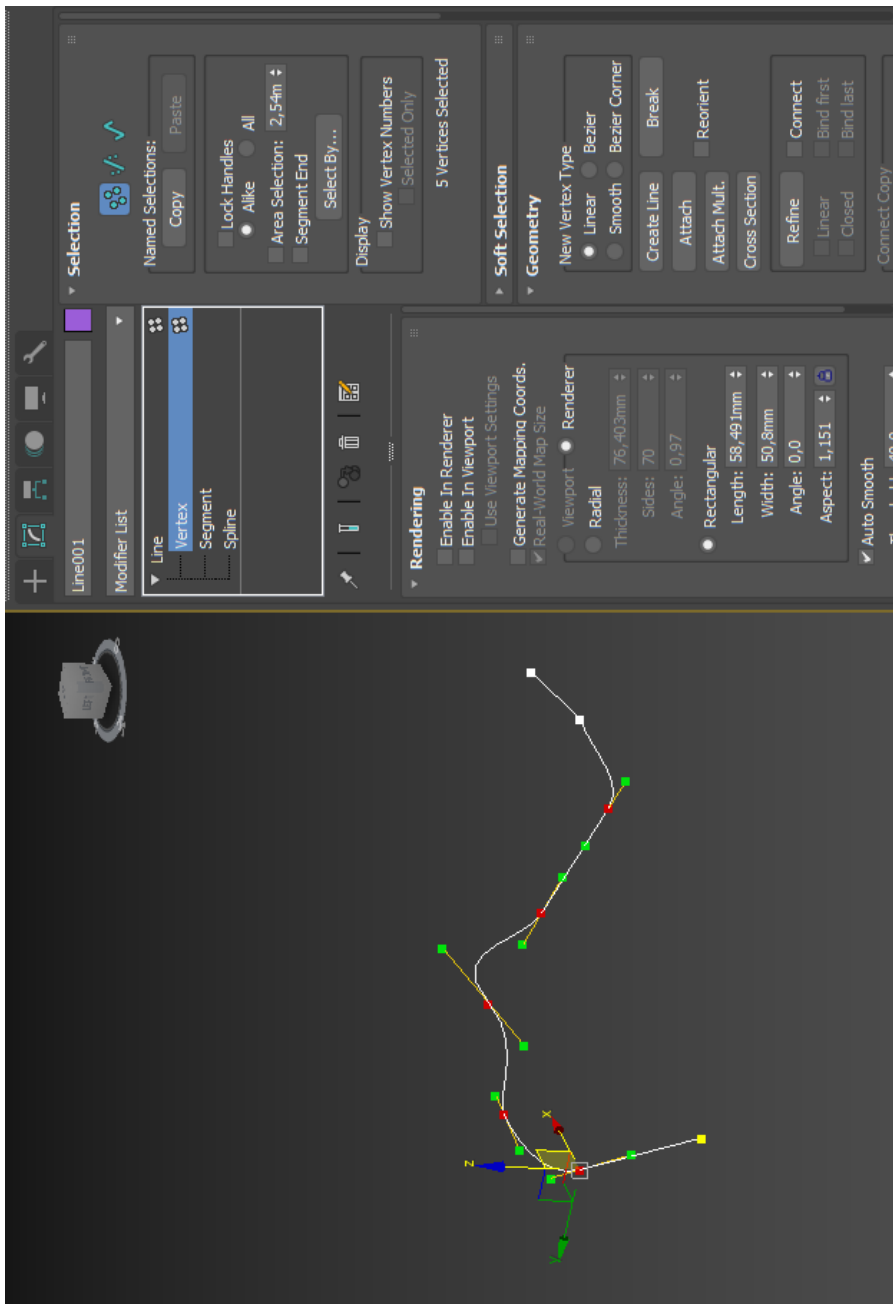 Line001
Modifier List
Line
Vertex
Segment
Spline
Rendering
Enable In Renderer
Enable In Viewport
Use Viewport Settings
Generate Mapping Coords.
Real-World Map Size
Viewport Renderer
Radial
Thickness: 76,403mm
Sides: 70
Angle: 0,97
Rectangular
Length: 58,491mm
Width: 50,8mm
Angle: 0,0
Aspect: 1,151
Auto Smooth
Selection
Named Selections:
Copy Paste
Lock Handles
Alike All
Area Selection: 2,54m
Segment End
Select By...
Display
Show Vertex Numbers
Selected Only
5 Vertices Selected
Soft Selection
Geometry
New Vertex Type
Linear Bezier
Smooth Bezier Corner
Create Line Break
Attach
Attach Mult. Reorient
Cross Section
Refine Connect
Linear Bind first
Closed Bind last
Connect Copy
z
x
y